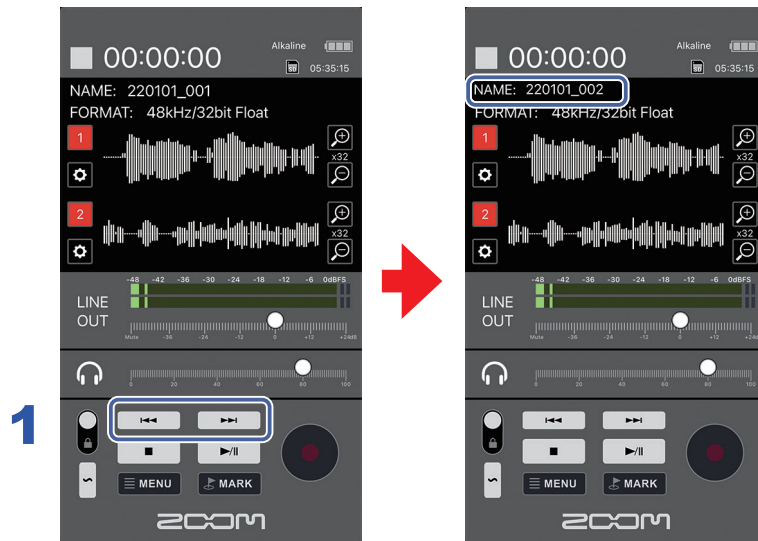 00:00:00
Alkaline
SD
05:35:15
NAME: 220101_001
FORMAT: 48kHz/32bit Float
1
x32
2
x32
-48 -42 -36 -30 -24 -18 -12 -6 0dBFS
LINE
OUT
Mute -36 -24 -12 0 +12 +24dB
0 20 40 60 80 100
1
MENU
MARK
ZOOM
00:00:00
Alkaline
SD
05:35:15
NAME: 220101_002
FORMAT: 48kHz/32bit Float
1
x32
2
x32
-48 -42 -36 -30 -24 -18 -12 -6 0dBFS
LINE
OUT
Mute -36 -24 -12 0 +12 +24dB
0 20 40 60 80 100
MENU
MARK
ZOOM